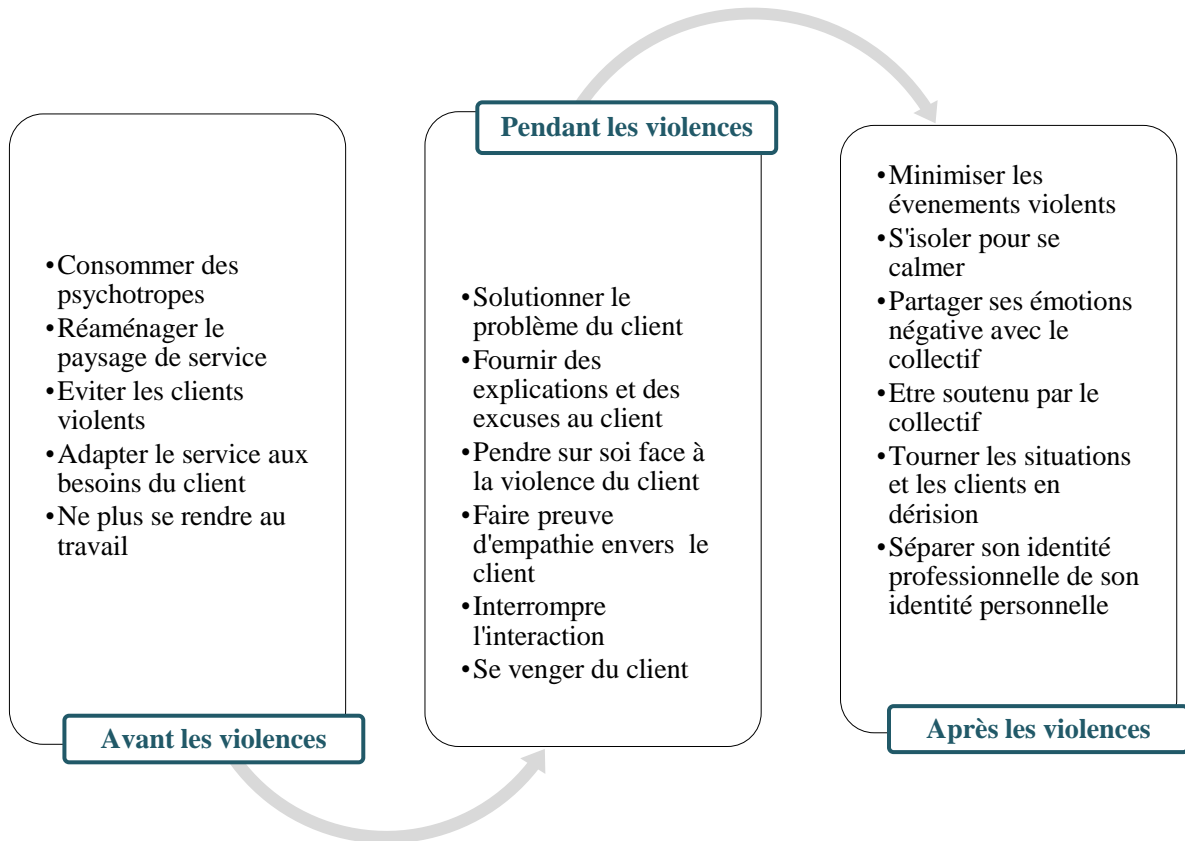 •Consommer des
psychotropes
•Réaménager le
paysage de service
•Eviter les clients
violents
•Adapter le service aux
besoins du client
•Ne plus se rendre au
travail
Avant les violences
Pendant les violences
•Solutionner le
problème du client
•Fournir des
explications et des
excuses au client
•Pendre sur soi face à
la violence du client
•Faire preuve
d'empathie envers le
client
•Interrompre
l'interaction
•Se venger du client
•Minimiser les
évenements violents
•S'isoler pour se
calmer
•Partager ses émotions
négative avec le
collectif
•Etre soutenu par le
collectif
•Tourner les situations
et les clients en
dérision
•Séparer son identité
professionnelle de son
identité personnelle
Après les violences